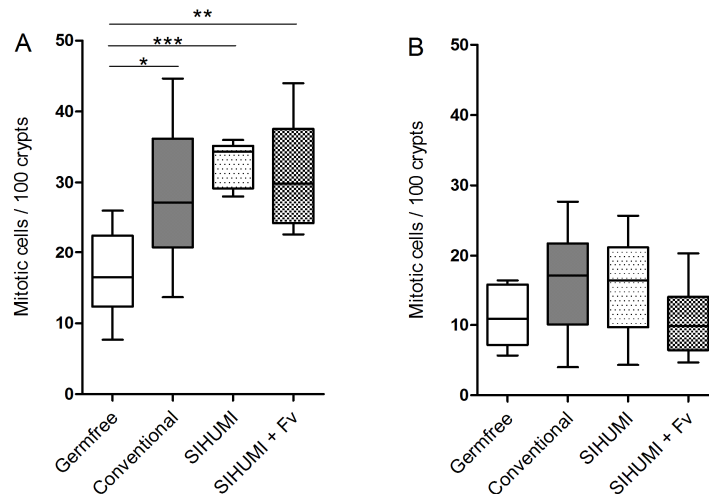 A
**
***
*
Mitotic cells / 100 crypts
50
40
30
20
10
0
Germfree
Conventional
SIHUMI
SIHUMI + Fv
B
Mitotic cells / 100 crypts
50
40
30
20
10
0
Germfree
Conventional
SIHUMI
SIHUMI + Fv